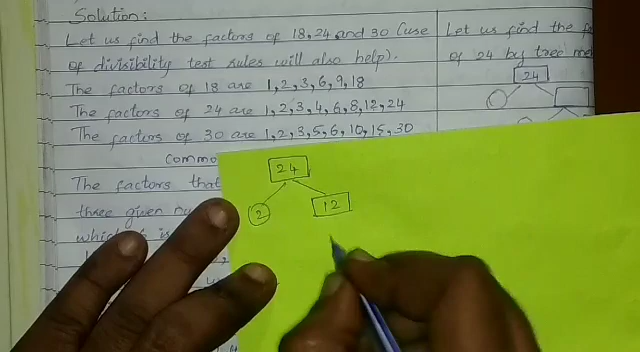 Solution:
Let us find the factors of 18, 24 and 30 (use
of divisibility test rules will also help).
The factors of 18 are 1, 2, 3, 6, 9, 18
The factors of 24 are 1, 2, 3, 4, 6, 8, 12, 24
The factors of 30 are 1, 2, 3, 5, 6, 10, 15, 30
The factors that
three given
which is
Let us find the
of 24 by tree
24
24
2
12